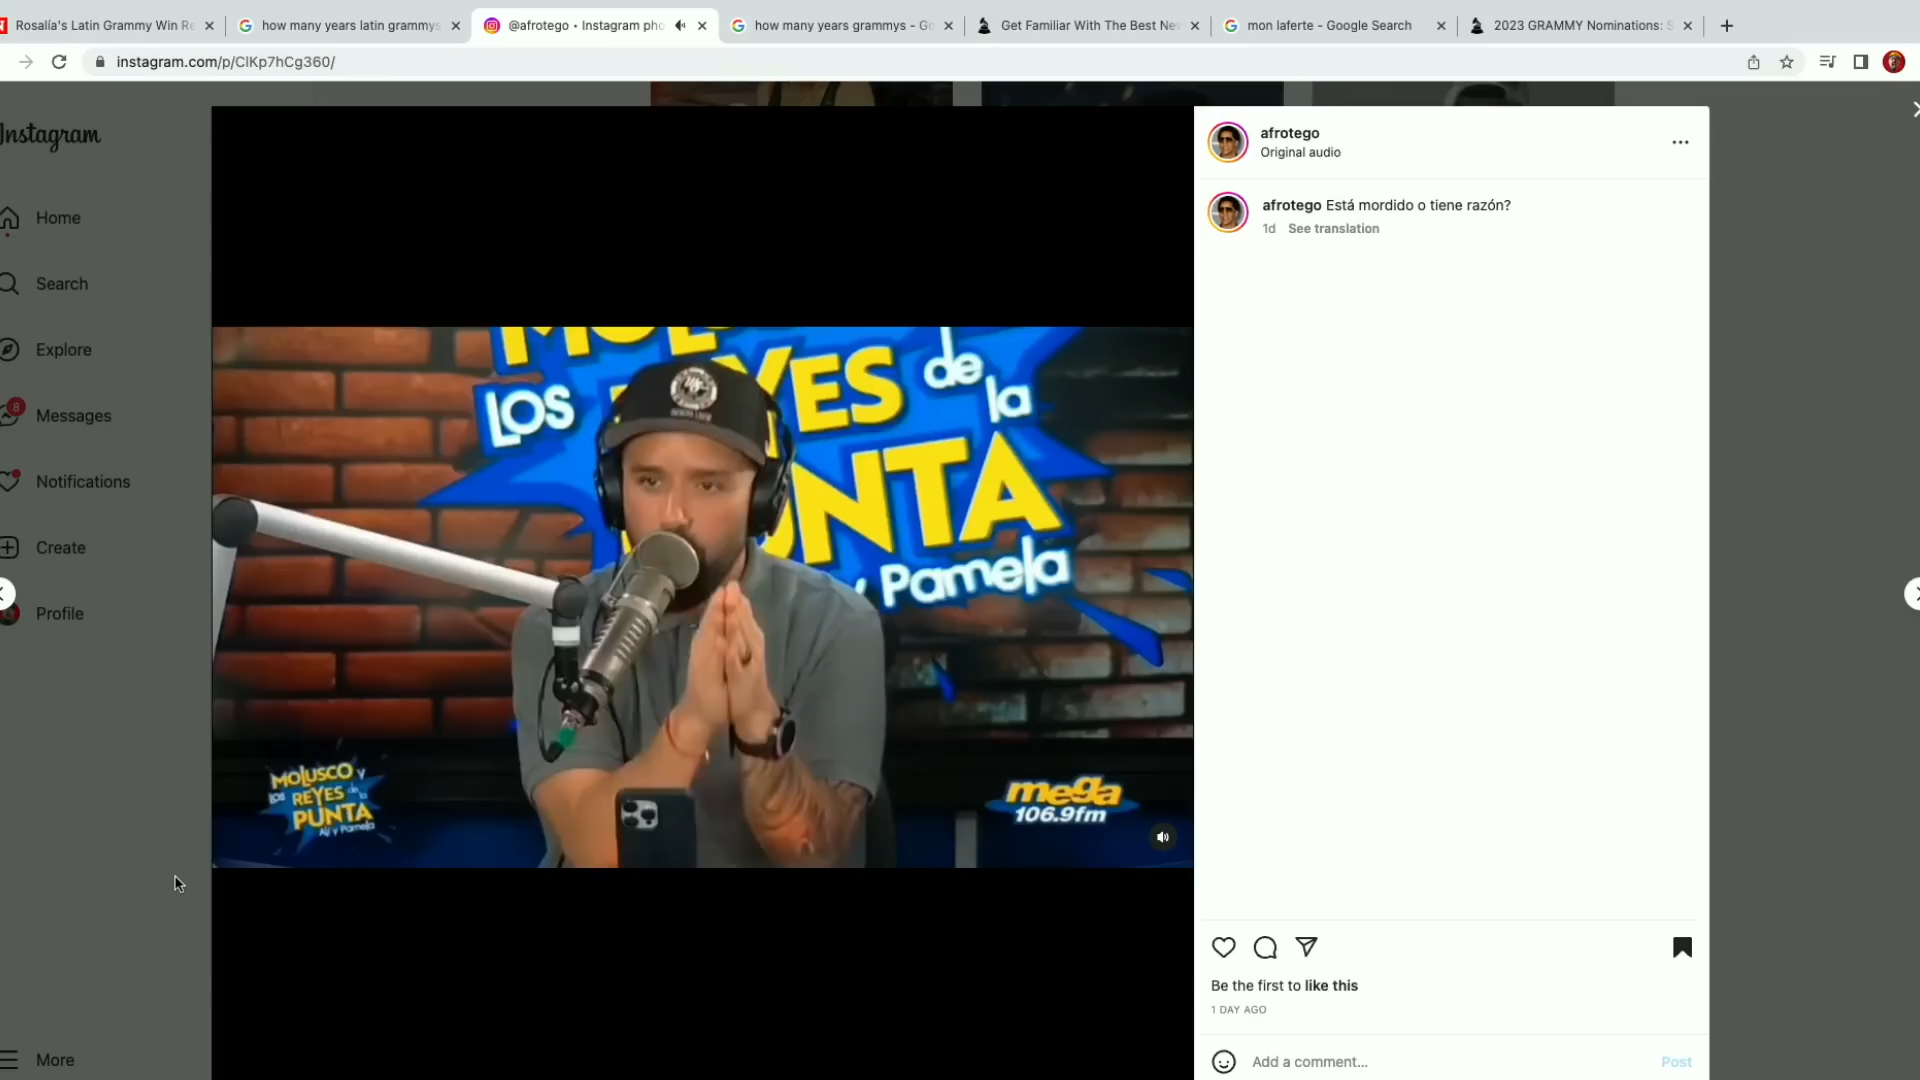 Rosalía's Latin Grammy Win Re
how many years latin grammys
@afrotego • Instagram pho
how many years grammys - Go
Get Familiar With The Best Ne
mon laferte - Google Search
2023 GRAMMY Nominations: S
instagram.com/p/ClKp7hCg360/
Instagram
Home
Search
Explore
8
Messages
Notifications
Create
Profile
More
LOS REYES de la
PUNTA
y Pamela
MOLUSCO y
LOS REYES de la
PUNTA
Ali y Pamela
mega
106.9fm
afrotego
Original audio
afrotego Está mordido o tiene razón?
1d See translation
Be the first to like this
1 DAY AGO
Add a comment...
Post